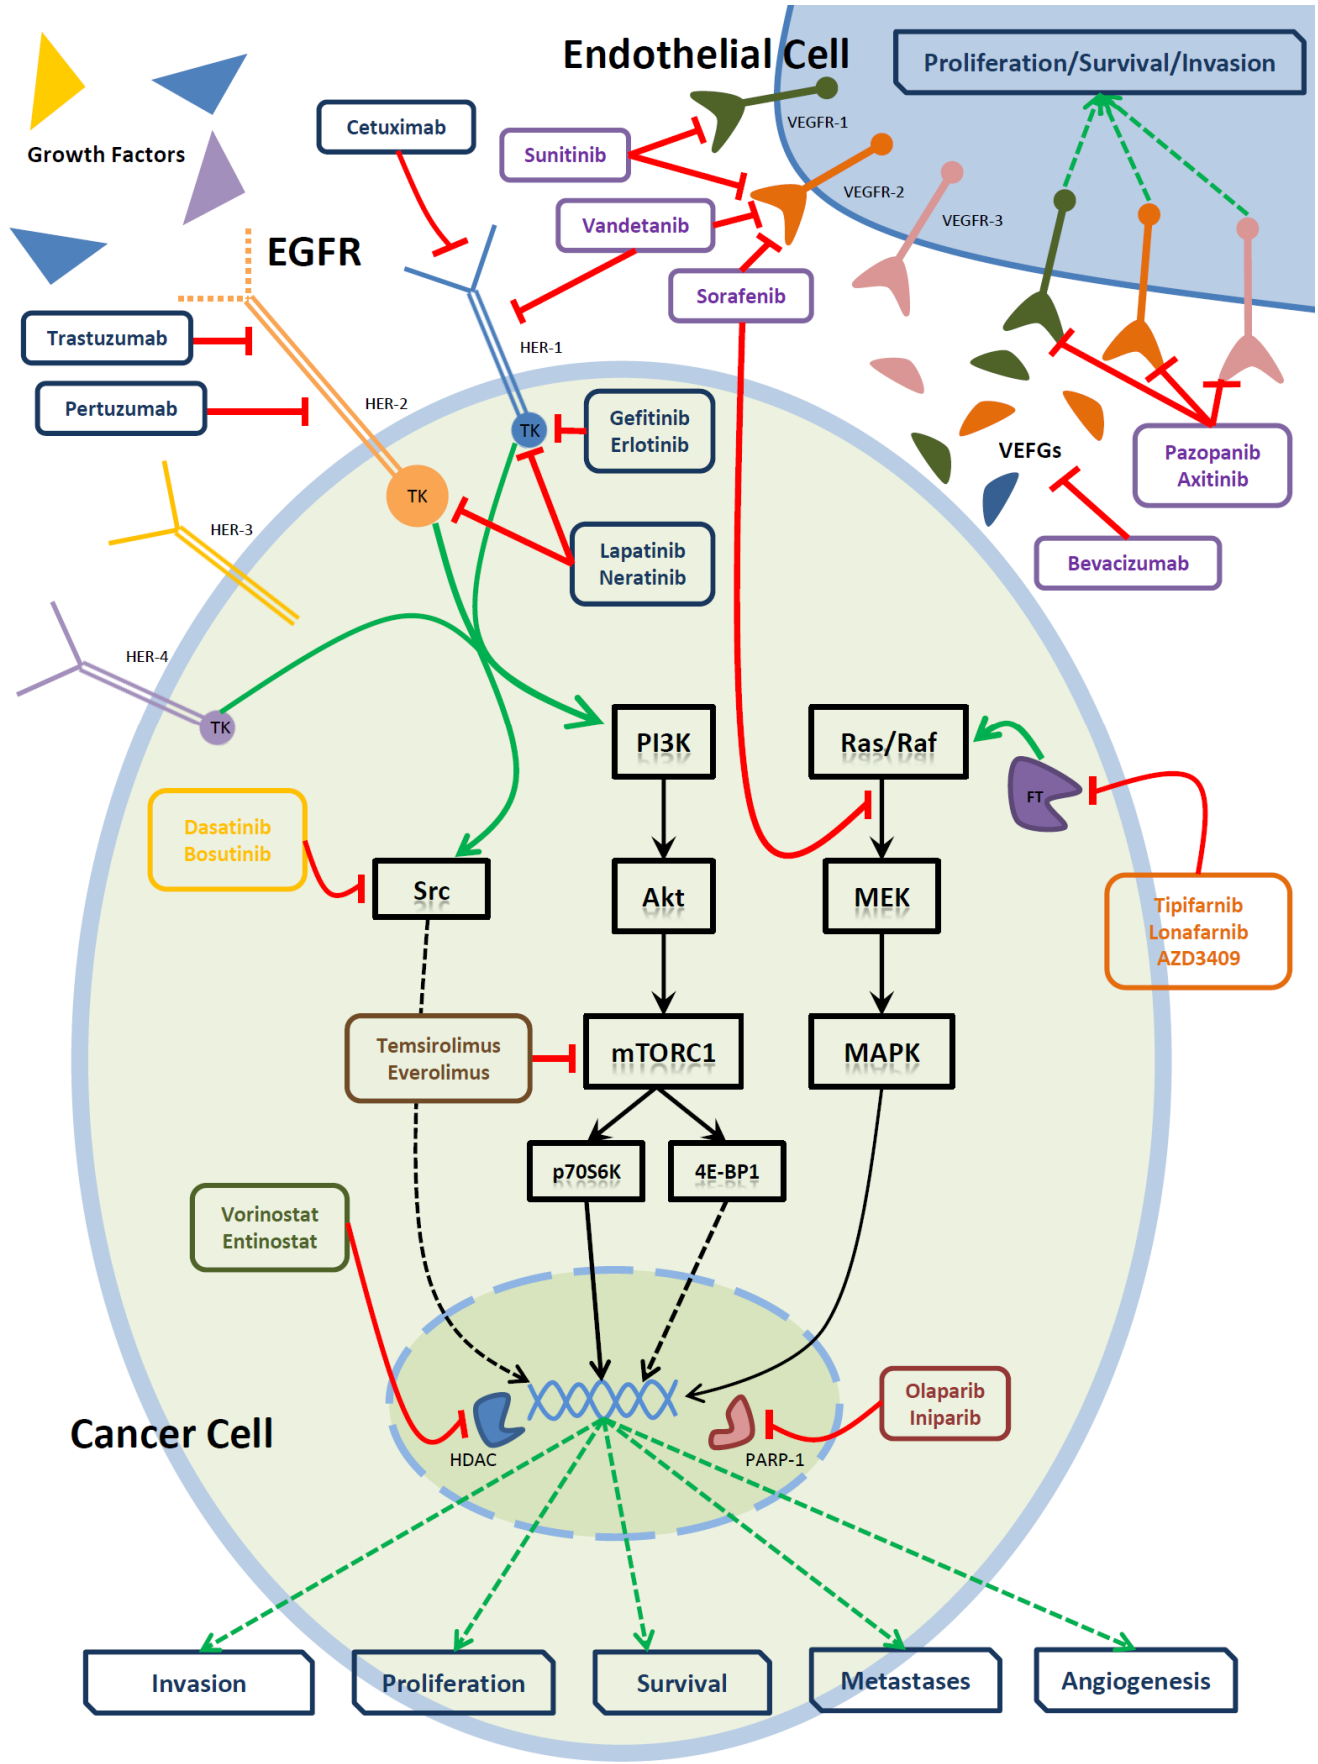 Endothelial Cell
Proliferation/Survival/Invasion
Growth Factors
Cetuximab
Sunitinib
VEGFR-1
VEGFR-2
VEGFR-3
Vandetanib
EGFR
Sorafenib
Trastuzumab
HER-1
Pertuzumab
HER-2
Gefitinib
Erlotinib
TK
TK
VEFGs
Pazopanib
Axitinib
HER-3
Lapatinib
Neratinib
Bevacizumab
HER-4
TK
PI3K
Ras/Raf
FT
Dasatinib
Bosutinib
Src
Akt
MEK
Tipifarnib
Lonafarnib
AZD3409
Temsirolimus
Everolimus
mTORC1
MAPK
p70S6K
4E-BP1
Vorinostat
Entinostat
Olaparib
Iniparib
Cancer Cell
HDAC
PARP-1
Invasion
Proliferation
Survival
Metastases
Angiogenesis